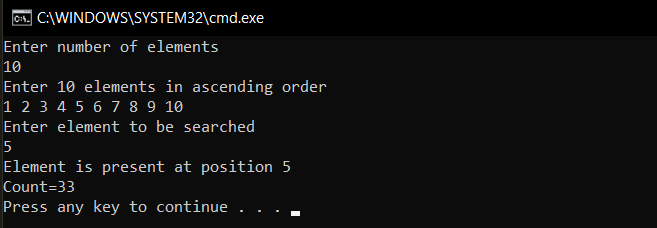 C:\WINDOWS\SYSTEM32\cmd.exe
Enter number of elements
10
Enter 10 elements in ascending order
1 2 3 4 5 6 7 8 9 10
Enter element to be searched
5
Element is present at position 5
Count=33
Press any key to continue . . .